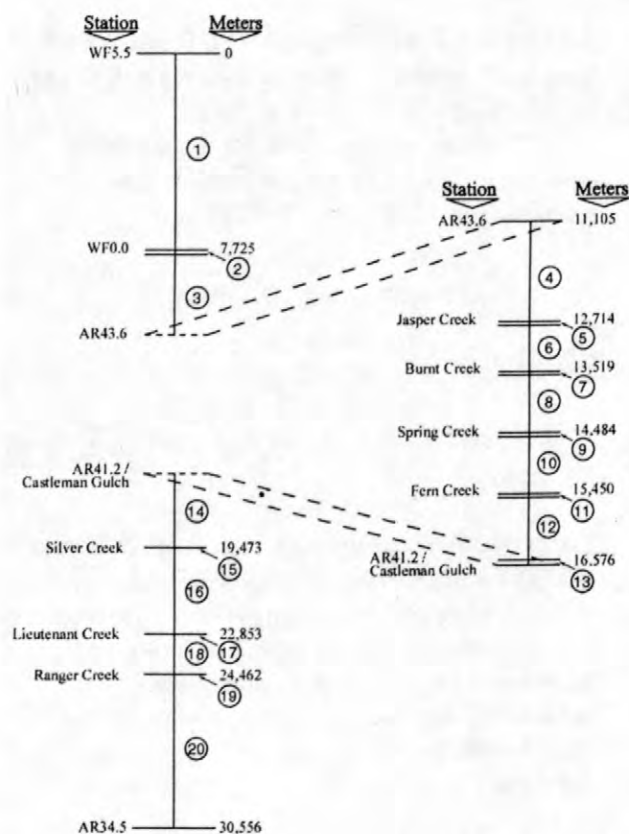 Station Meters
WF5.5 0
1
WF0.0 7,725
2
3
AR43.6
Station Meters
AR43.6 11,105
4
Jasper Creek 12,714
5
6
Burnt Creek 13,519
7
8
Spring Creek 14,484
9
10
Fern Creek 15,450
11
12
AR41.2 /
Castleman Gulch 16,576
13
AR41.2 /
Castleman Gulch
14
Silver Creek 19,473
15
16
Lieutenant Creek 22,853
18 17
Ranger Creek 24,462
19
20
AR34.5 30,556